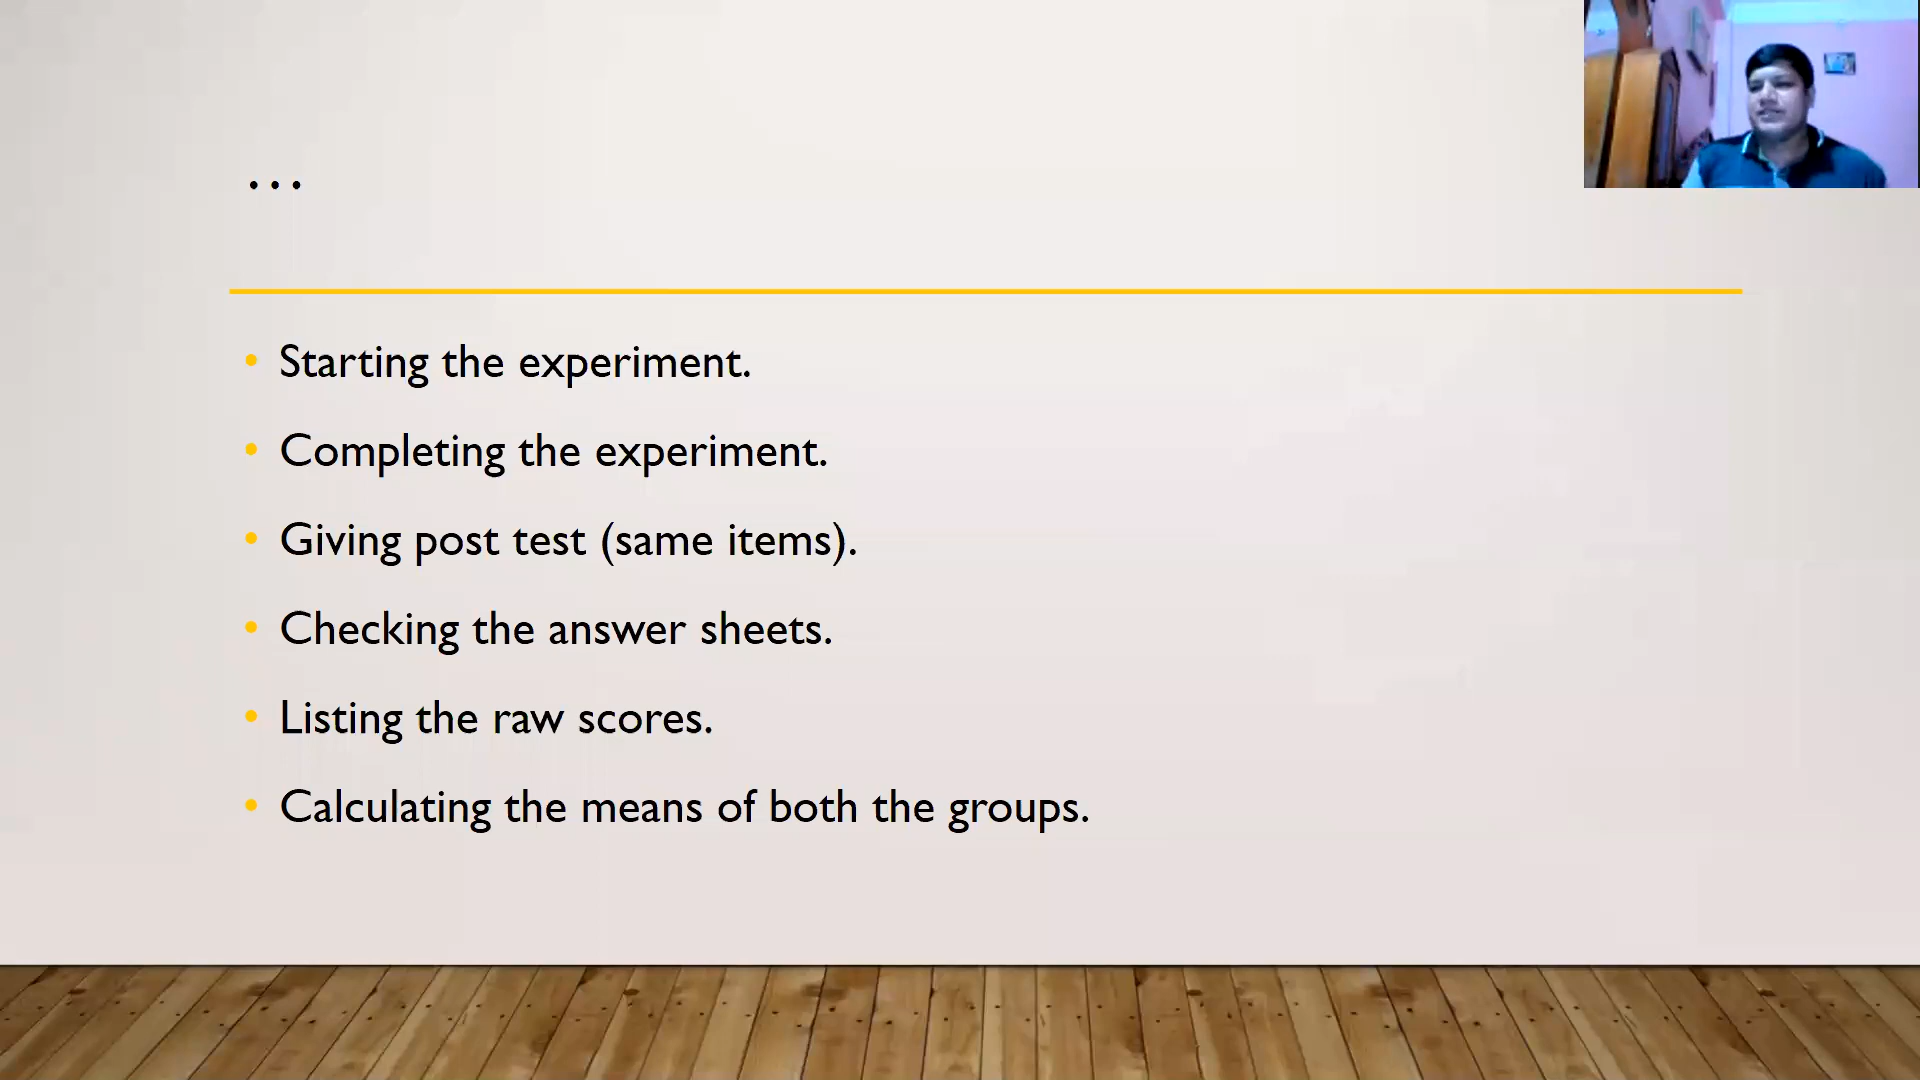 ...
• Starting the experiment.
• Completing the experiment.
• Giving post test (same items).
• Checking the answer sheets.
• Listing the raw scores.
• Calculating the means of both the groups.